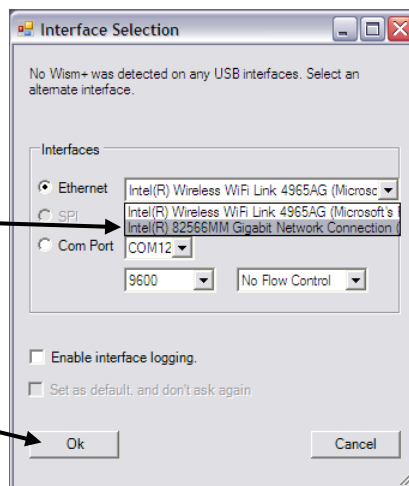 Interface Selection
No Wism+ was detected on any USB interfaces. Select an
alternate interface.
Interfaces
Ethernet
Intel(R) Wireless WiFi Link 4965AG (Microsc
Intel(R) Wireless WiFi Link 4965AG (Microsoft's
SPI
Intel(R) 82566MM Gigabit Network Connection (
Com Port
COM12
9600
No Flow Control
Enable interface logging.
Set as default, and don't ask again
Ok
Cancel